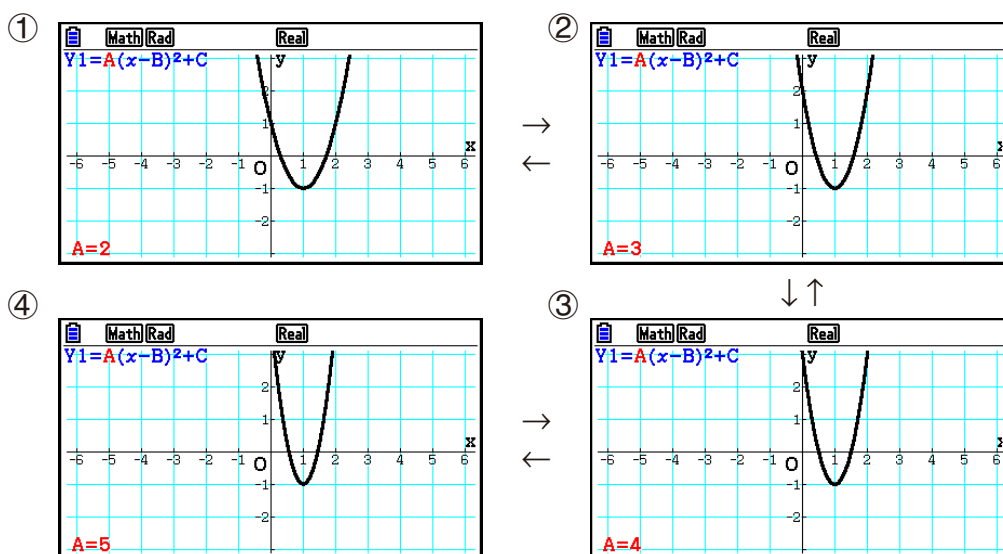 ① ②
Math Rad Real
Y1=A(x−B)²+C
y
2
1
x
-6 -5 -4 -3 -2 -1 O 1 2 3 4 5 6
-1
-2
A=2
→
←
Math Rad Real
Y1=A(x−B)²+C
y
2
1
x
-6 -5 -4 -3 -2 -1 O 1 2 3 4 5 6
-1
-2
A=3
↓↑
④ ③
Math Rad Real
Y1=A(x−B)²+C
y
2
1
x
-6 -5 -4 -3 -2 -1 O 1 2 3 4 5 6
-1
-2
A=5
→
←
Math Rad Real
Y1=A(x−B)²+C
y
2
1
x
-6 -5 -4 -3 -2 -1 O 1 2 3 4 5 6
-1
-2
A=4